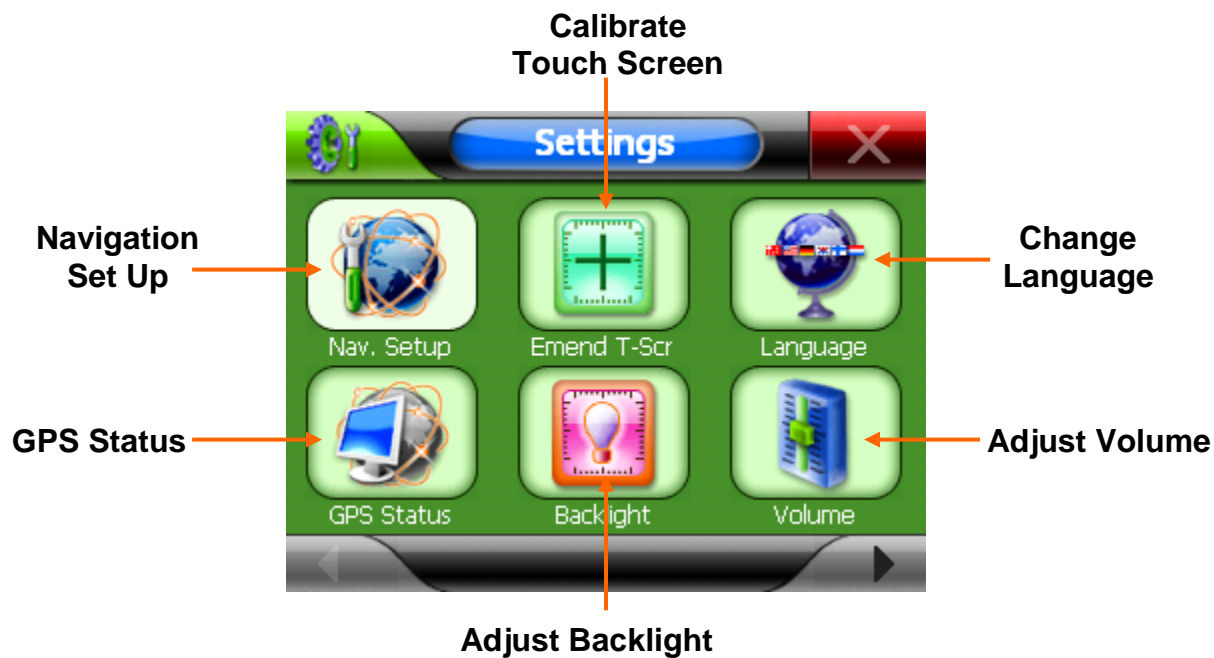 Calibrate
Touch Screen
Settings
Navigation
Set Up
Change
Language
Nav. Setup
Emend T-Scr
Language
GPS Status
Adjust Volume
GPS Status
Backlight
Volume
Adjust Backlight